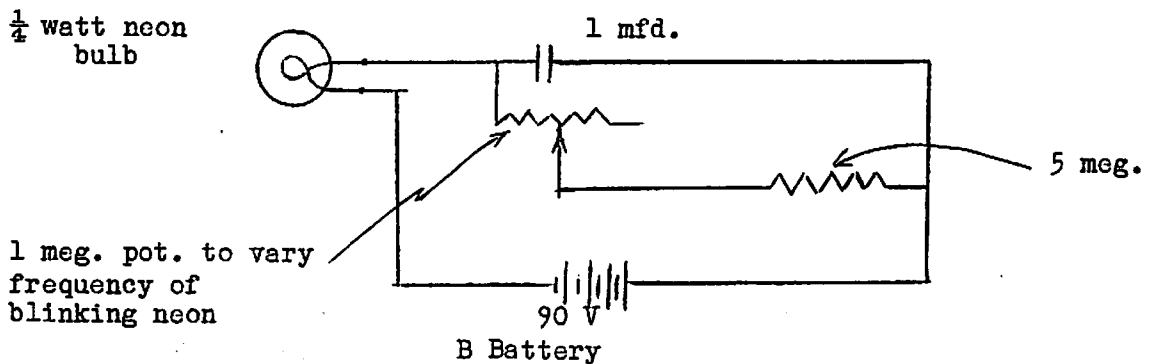 ¼ watt neon
bulb
1 mfd.
5 meg.
1 meg. pot. to vary
frequency of
blinking neon
90 V
B Battery